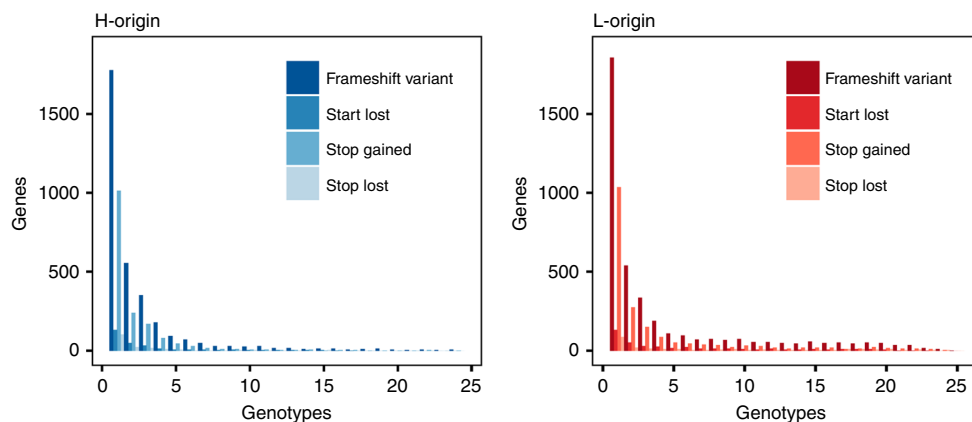 H-origin
Frameshift variant
Start lost
Stop gained
Stop lost
1500
1000
500
0
Genes
0 5 10 15 20 25
Genotypes
L-origin
Frameshift variant
Start lost
Stop gained
Stop lost
1500
1000
500
0
Genes
0 5 10 15 20 25
Genotypes